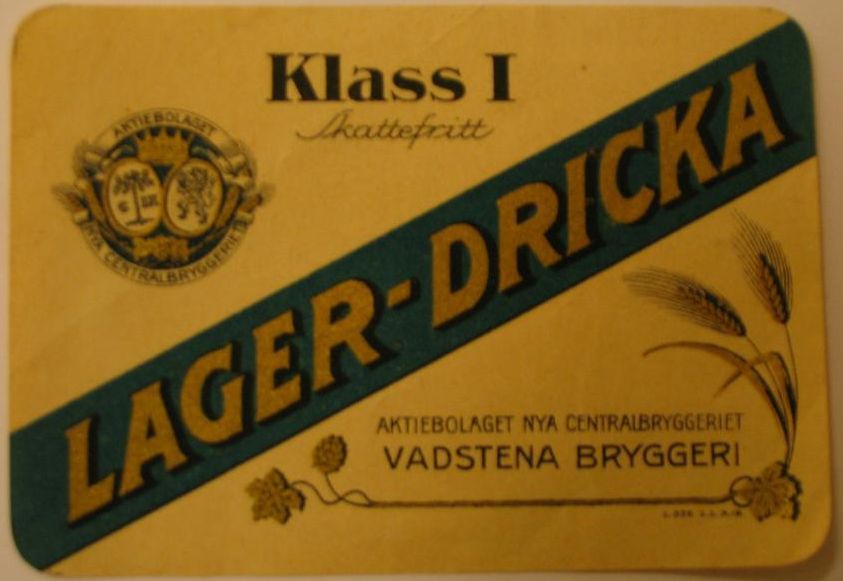 Klass I
Skattefritt
AKTIEBOLAGET
NYA CENTRALBRYGGERIET
LAGER-DRICKA
AKTIEBOLAGET NYA CENTRALBRYGGERIET
VADSTENA BRYGGERI